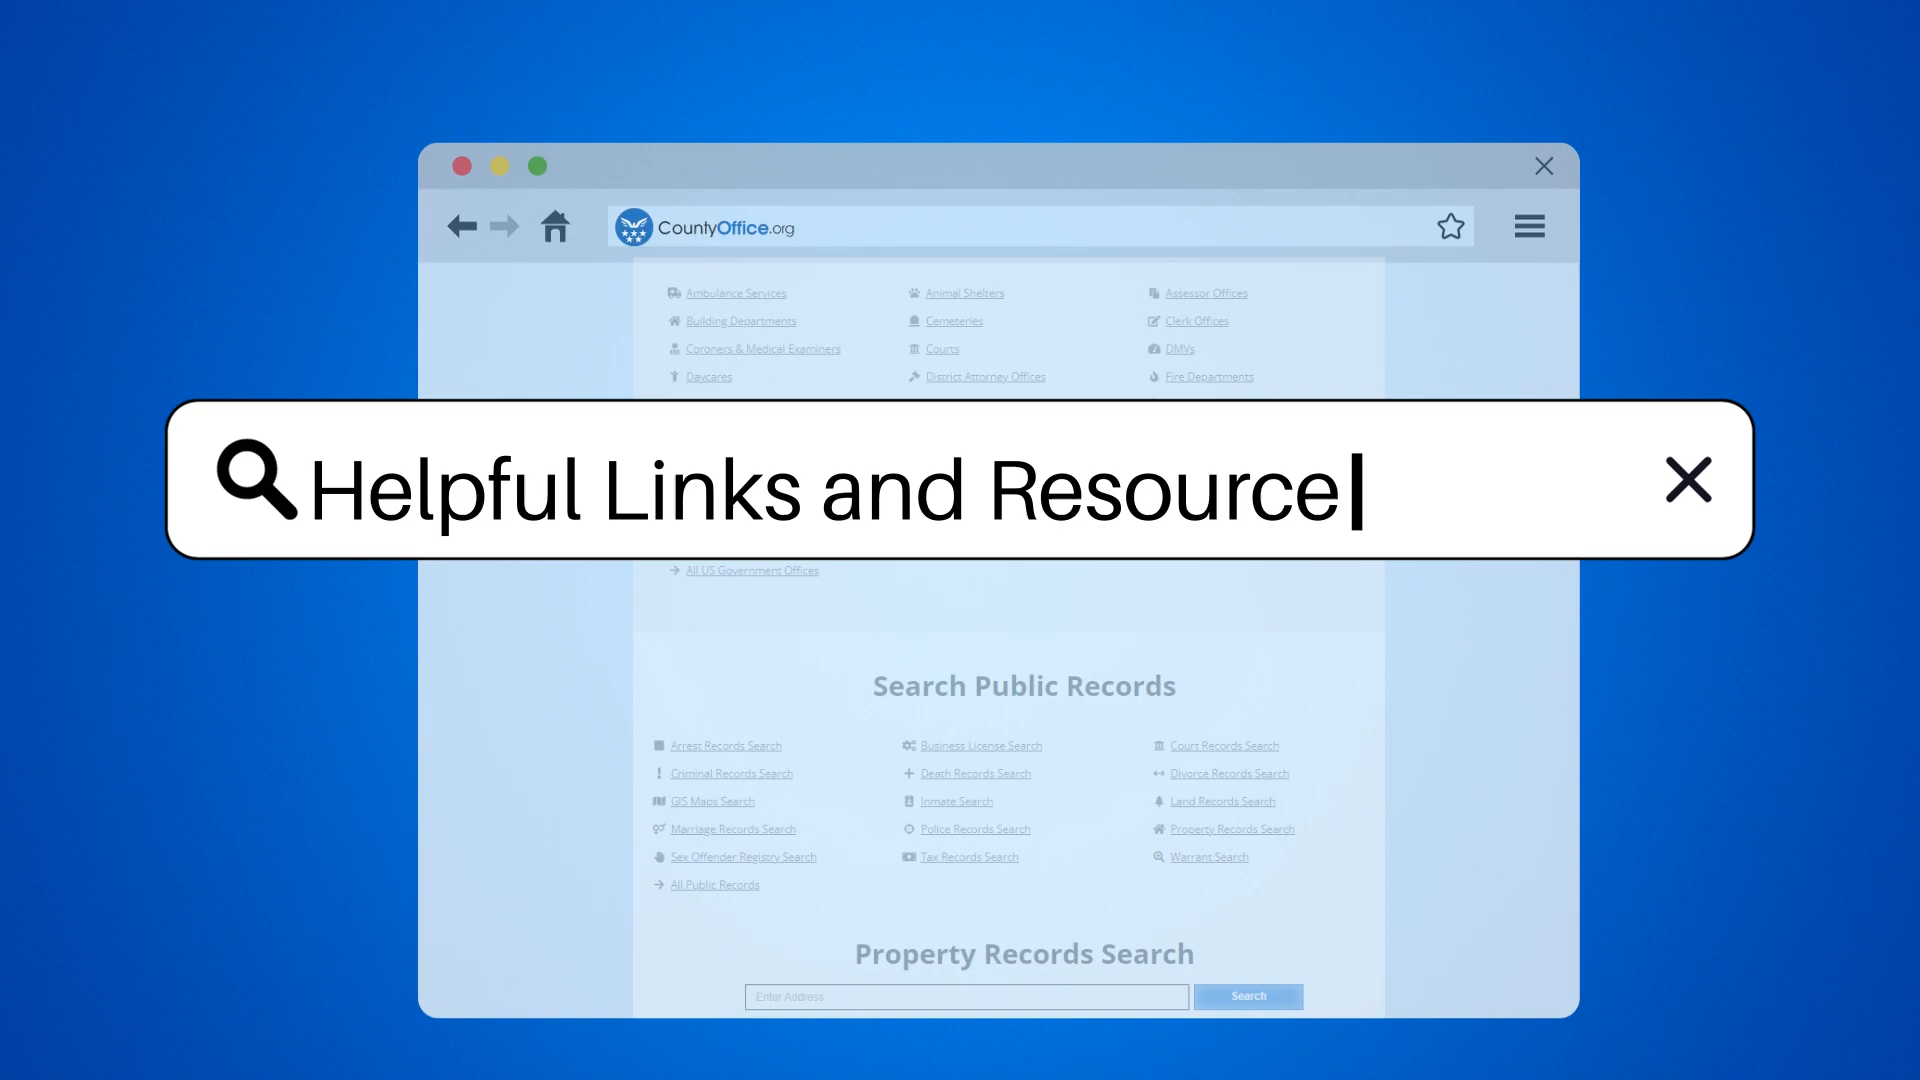 CountyOffice.org
Ambulance Services Animal Shelters Assessor Offices
Building Departments Cemeteries Clerk Offices
Coroners & Medical Examiners Courts DMVs
Daycares District Attorney Offices Fire Departments
Helpful Links and Resource
All US Government Offices
Search Public Records
Arrest Records Search Business License Search Court Records Search
Criminal Records Search Death Records Search Divorce Records Search
GIS Maps Search Inmate Search Land Records Search
Marriage Records Search Police Records Search Property Records Search
Sex Offender Registry Search Tax Records Search Warrant Search
All Public Records
Property Records Search
Enter Address Search